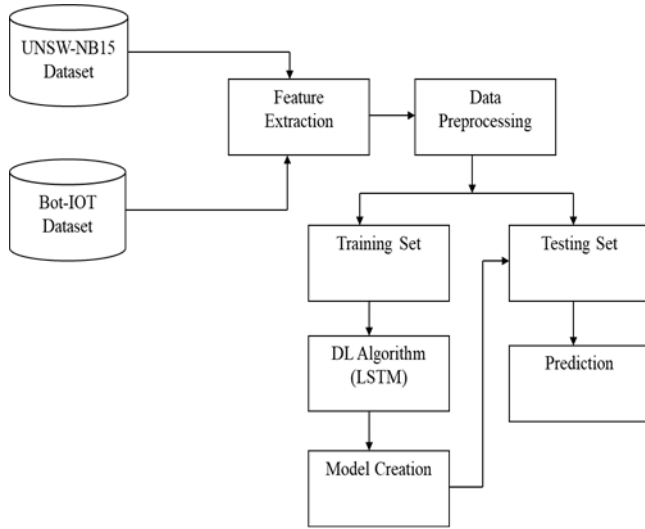 UNSW-NB15
Dataset
Feature
Extraction
Data
Preprocessing
Bot-IOT
Dataset
Training Set
Testing Set
DL Algorithm
(LSTM)
Prediction
Model Creation